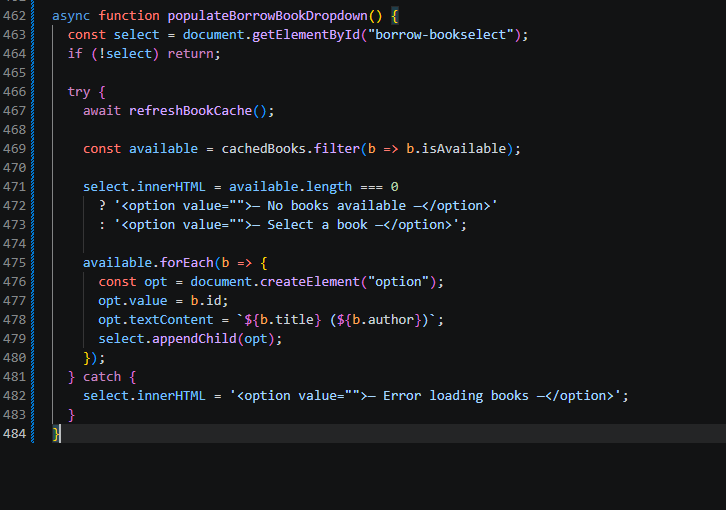 462 async function populateBorrowBookDropdown() {
463   const select = document.getElementById("borrow-bookselect");
464   if (!select) return;
465
466   try {
467     await refreshBookCache();
468
469     const available = cachedBooks.filter(b => b.isAvailable);
470
471     select.innerHTML = available.length === 0
472       ? '<option value="">— No books available —</option>'
473       : '<option value="">— Select a book —</option>';
474
475     available.forEach(b => {
476       const opt = document.createElement("option");
477       opt.value = b.id;
478       opt.textContent = `${b.title} (${b.author})`;
479       select.appendChild(opt);
480     });
481   } catch {
482     select.innerHTML = '<option value="">— Error loading books —</option>';
483   }
484 }